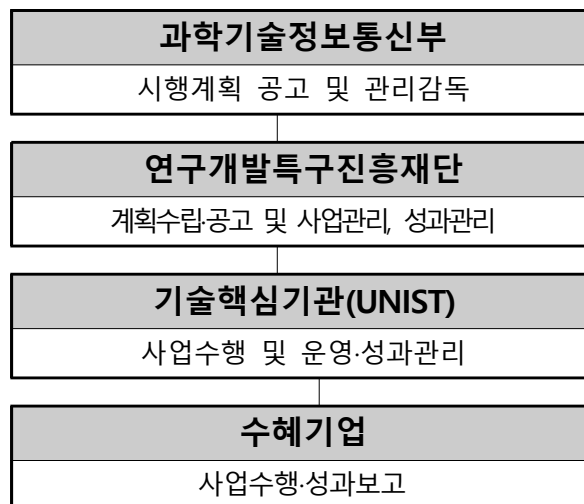 과학기술정보통신부
시행계획 공고 및 관리감독
연구개발특구진흥재단
계획수립·공고 및 사업관리, 성과관리
기술핵심기관(UNIST)
사업수행 및 운영·성과관리
수혜기업
사업수행·성과보고